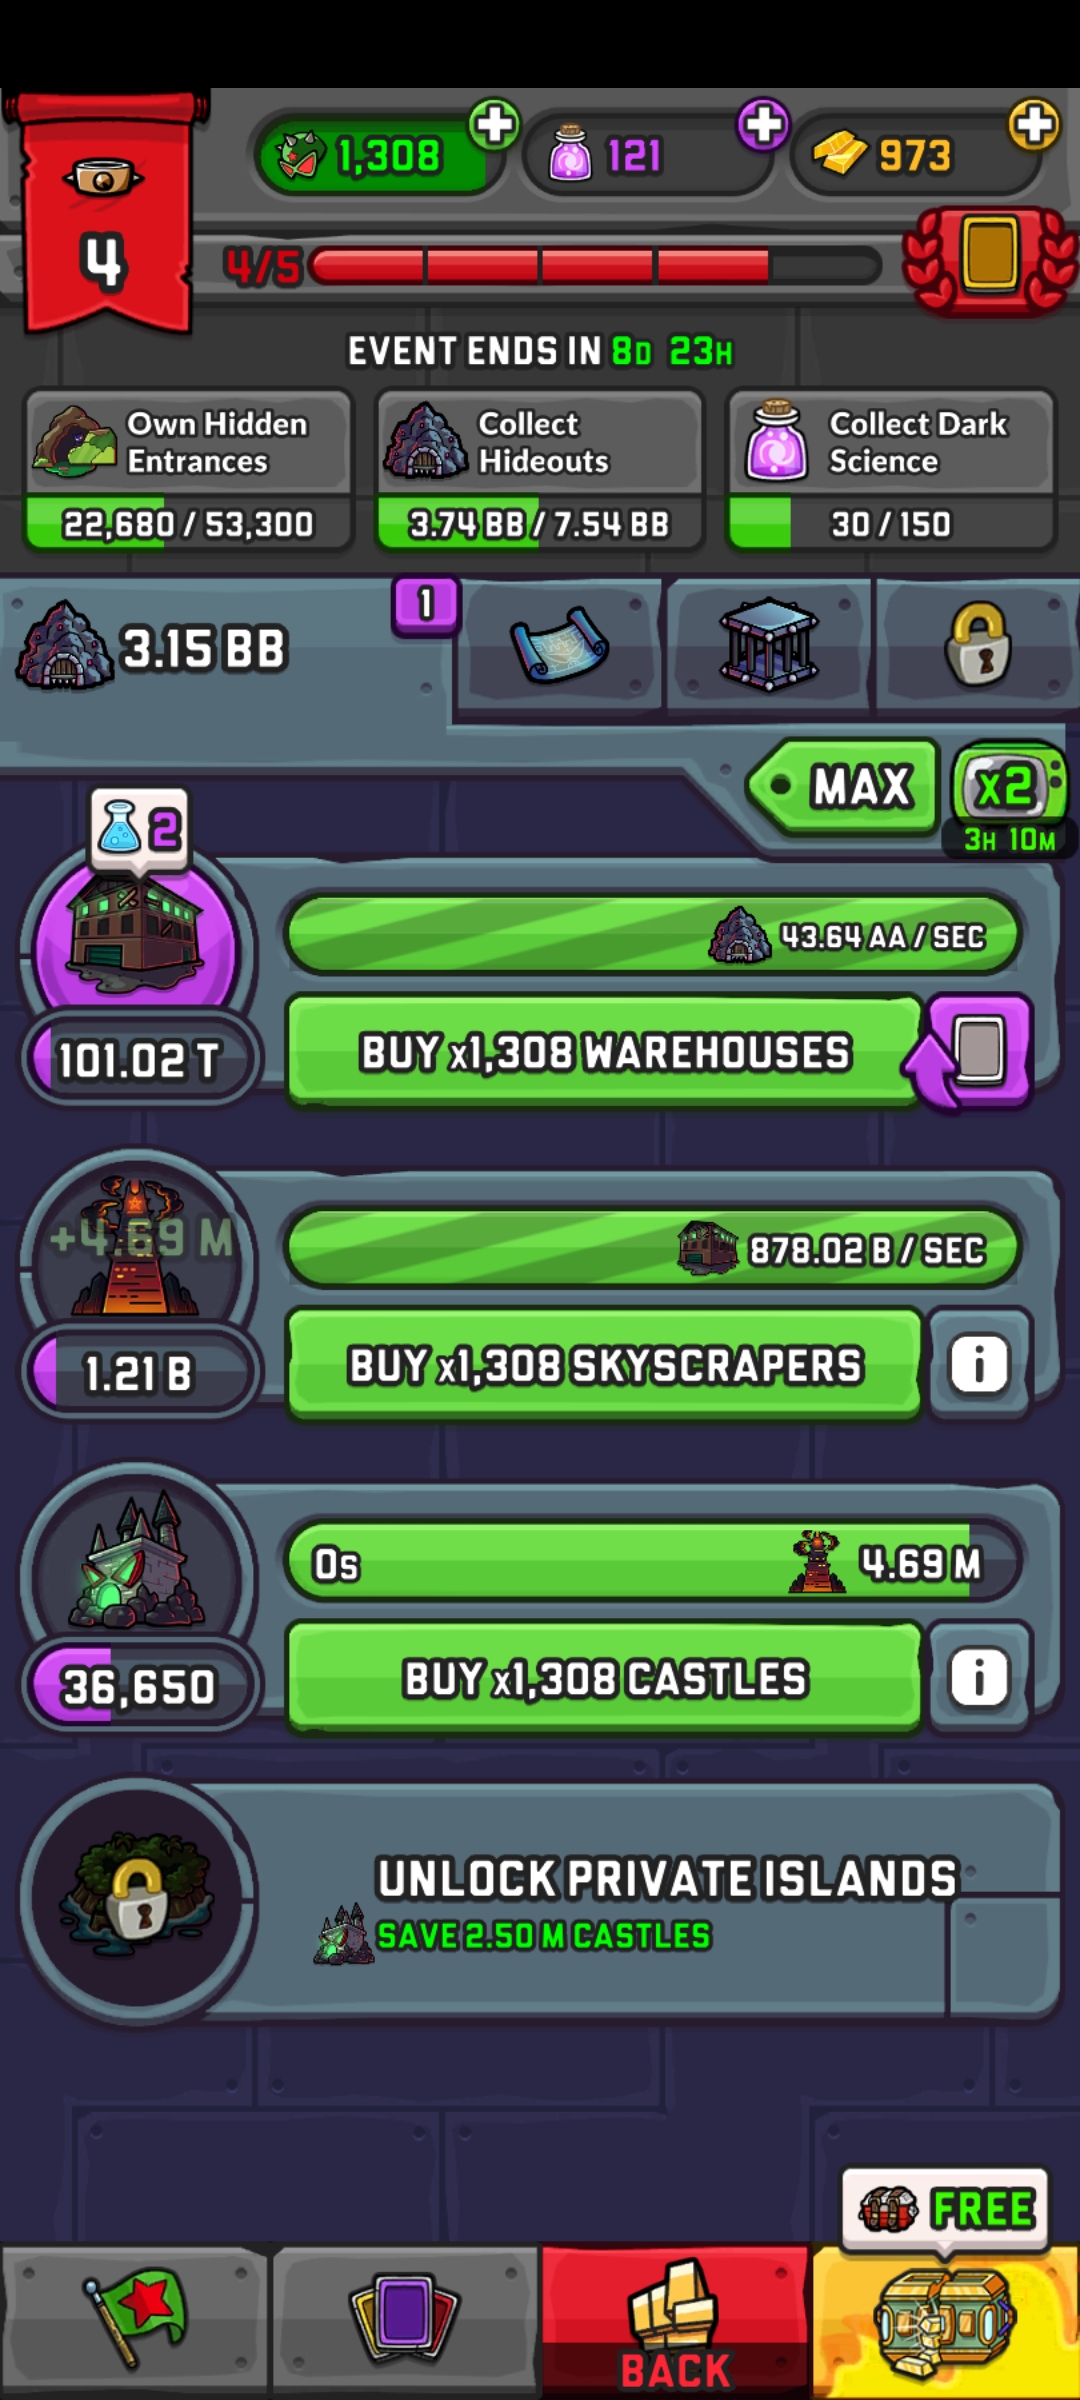 1,308
121
973
4
4/5
EVENT ENDS IN 8D 23H
Own Hidden
Entrances
22,680 / 53,300
Collect
Hideouts
3.74 BB / 7.54 BB
Collect Dark
Science
30 / 150
3.15 BB
1
MAX
x2
3H 10M
2
43.64 AA / SEC
101.02 T
BUY x1,308 WAREHOUSES
+4.69 M
878.02 B / SEC
1.21 B
BUY x1,308 SKYSCRAPERS
i
0s
4.69 M
36,650
BUY x1,308 CASTLES
i
UNLOCK PRIVATE ISLANDS
SAVE 2.50 M CASTLES
FREE
BACK